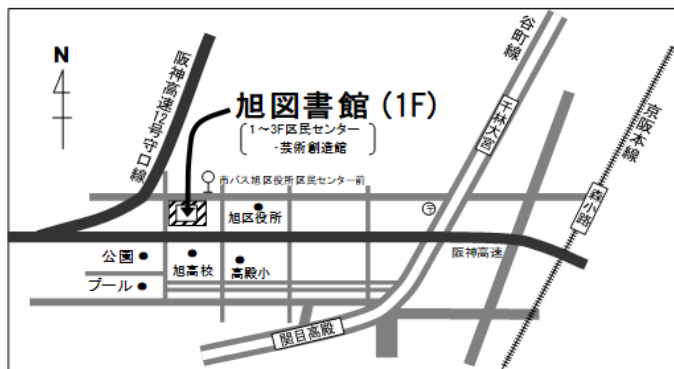 N
阪神高速12号守口線
旭図書館 (1F)
1～3F区民センター
・芸術創造館
市バス旭区役所区民センター前
旭区役所
谷町線
千林大宮
京阪本線
森小路
〒
公園
プール
旭高校
高殿小
阪神高速
関目高殿